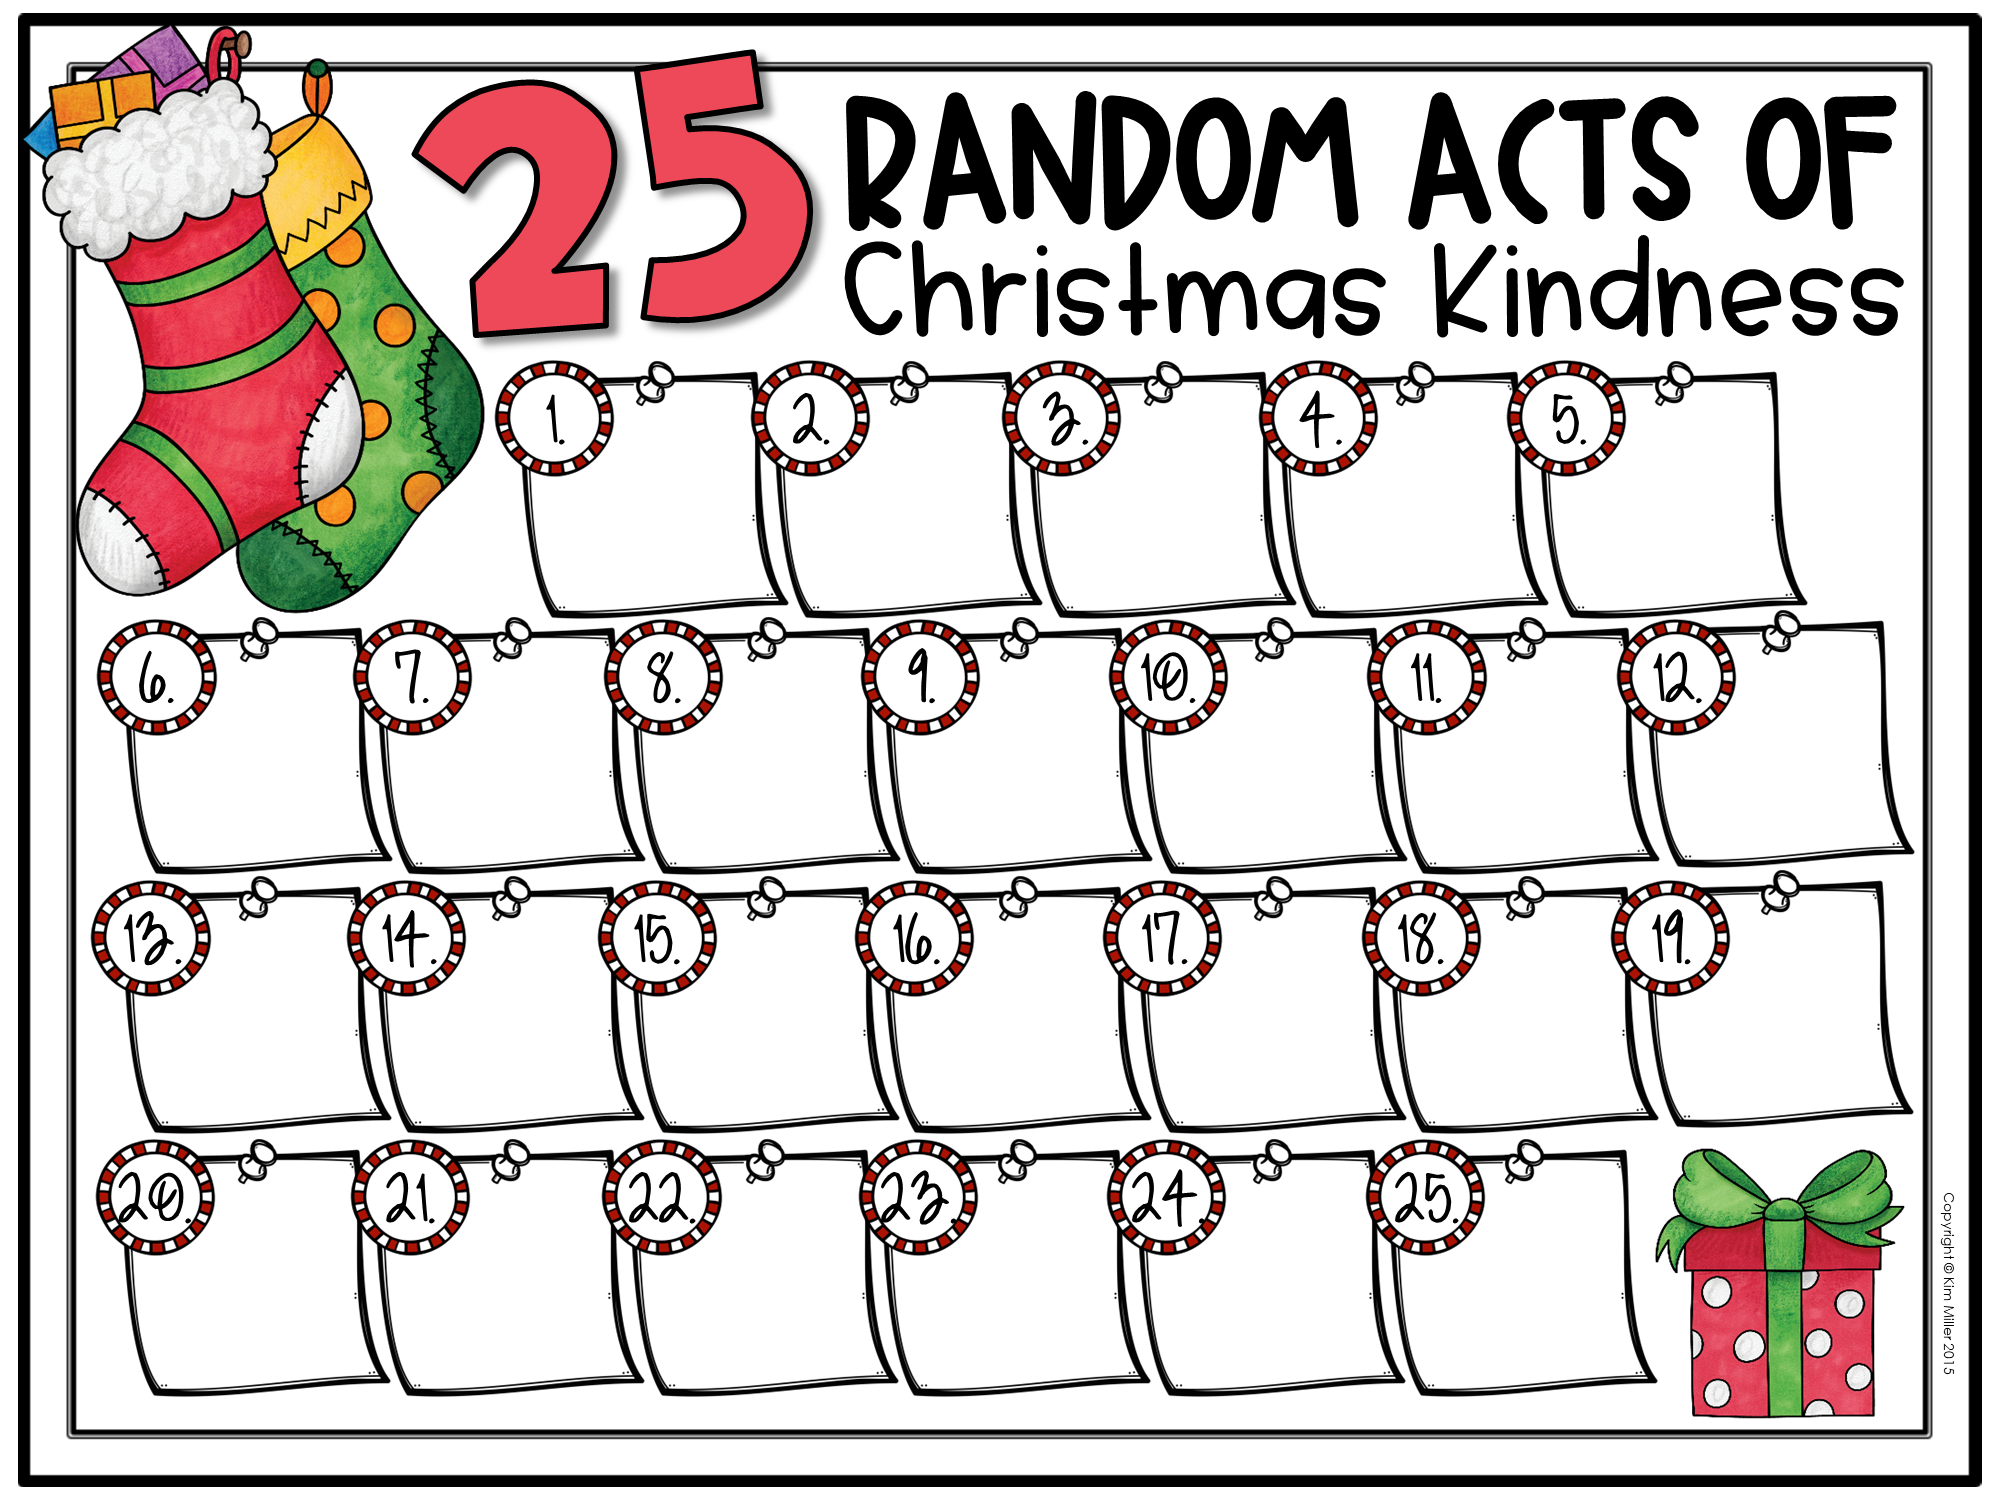 25 RANDOM ACTS OF
Christmas Kindness
1. 2. 3. 4. 5.
6. 7. 8. 9. 10. 11. 12.
13. 14. 15. 16. 17. 18. 19.
20. 21. 22. 23. 24. 25.
Copyright © Kim Miller 2015